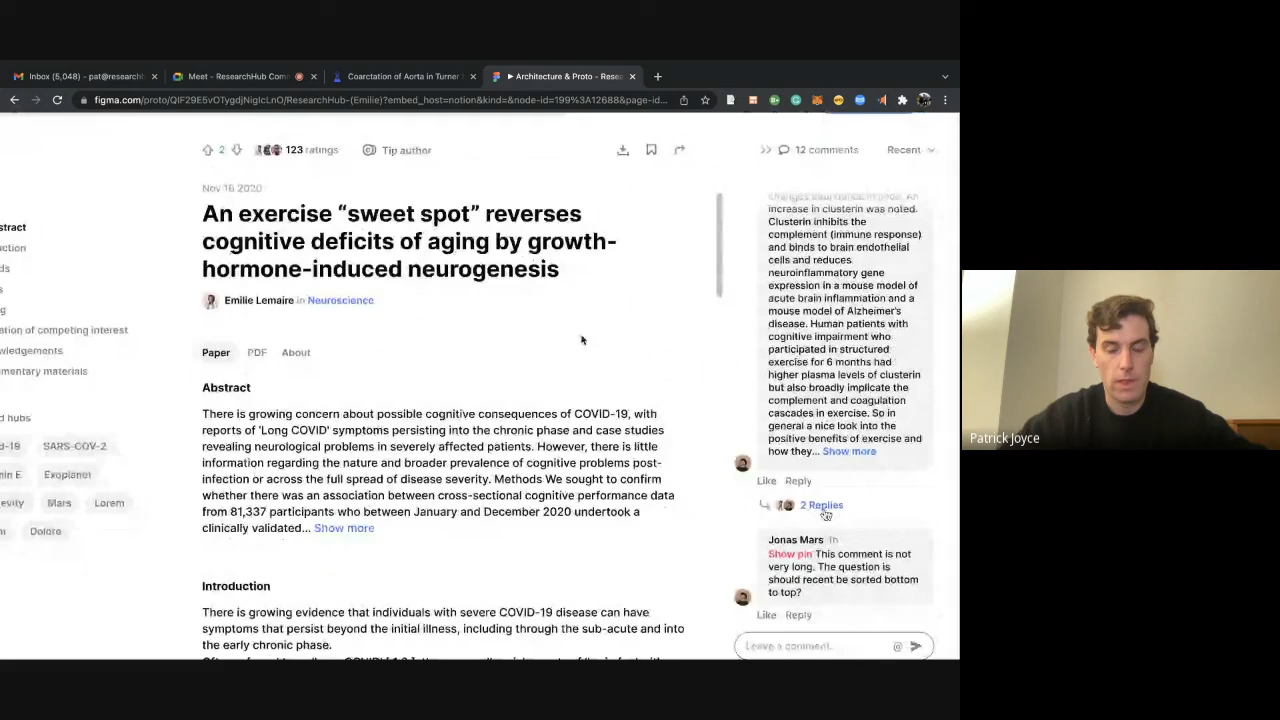 Inbox (5,048) - pat@research
Meet - ResearchHub Com
Coarctation of Aorta in Turner
Architecture & Proto - Resea
figma.com/proto/QIF29E5vOTygdjNigIcLnO/ResearchHub-(Emilie)?embed_host=notion&kind=&node-id=199%3A12688&page-id...
2
123 ratings
Tip author
12 comments
Recent
Nov 16 2020
An exercise “sweet spot” reverses
cognitive deficits of aging by growth-
hormone-induced neurogenesis
Emilie Lemaire in Neuroscience
Paper
PDF
About
Abstract
There is growing concern about possible cognitive consequences of COVID-19, with
reports of 'Long COVID' symptoms persisting into the chronic phase and case studies
revealing neurological problems in severely affected patients. However, there is little
information regarding the nature and broader prevalence of cognitive problems post-
infection or across the full spread of disease severity. Methods We sought to confirm
whether there was an association between cross-sectional cognitive performance data
from 81,337 participants who between January and December 2020 undertook a
clinically validated... Show more
Introduction
There is growing evidence that individuals with severe COVID-19 disease can have
symptoms that persist beyond the initial illness, including through the sub-acute and into
the early chronic phase.
stract
ction
ds
s
g
ation of competing interest
wledgements
mentary materials
d hubs
d-19
SARS-COV-2
min E.
Exoplanet
evity
Mars
Lorem
m
Dolore
increase in clusterin was noted.
Clusterin inhibits the
complement (immune response)
and binds to brain endothelial
cells and reduces
neuroinflammatory gene
expression in a mouse model of
acute brain inflammation and a
mouse model of Alzheimer's
disease. Human patients with
cognitive impairment who
participated in structured
exercise for 6 months had
higher plasma levels of clusterin
but also broadly implicate the
complement and coagulation
cascades in exercise. So in
general a nice look into the
positive benefits of exercise and
how they... Show more
Like
Reply
2 Replies
Jonas Mars 1h
Show pin This comment is not
very long. The question is
should recent be sorted bottom
to top?
Like
Reply
Leave a comment.
@
Patrick Joyce